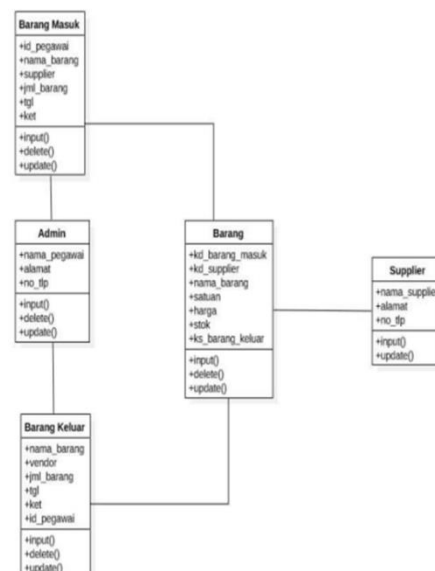 Barang Masuk
+id_pegawai
+nama_barang
+supplier
+jml_barang
+tgl
+ket
+input()
+delete()
+update()
Admin
+nama_pegawai
+alamat
+no_tlp
+input()
+delete()
+update()
Barang
+kd_barang_masuk
+kd_supplier
+nama_barang
+satuan
+harga
+stok
+ks_barang_keluar
+input()
+delete()
+update()
Supplier
+nama_supplie
+alamat
+no_tlp
+input()
+update()
Barang Keluar
+nama_barang
+vendor
+jml_barang
+tgl
+ket
+id_pegawai
+input()
+delete()
+update()